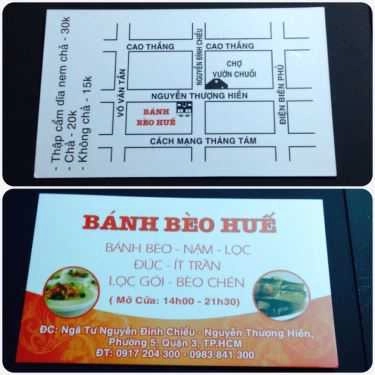 - Thập cẩm dĩa nem chả - 30k
- Chả - 20k
- Không chả - 15k
CAO THẮNG
CAO THẮNG
NGUYỄN ĐÌNH CHIỂU
CHỢ
VƯỜN CHUỐI
VÕ VĂN TẦN
NGUYỄN THƯỢNG HIỀN
ĐIỆN BIÊN PHỦ
BÁNH
BÈO HUẾ
CÁCH MẠNG THÁNG TÁM
BÁNH BÈO HUẾ
BÁNH BÈO - NẬM - LỌC
ĐÚC - ÍT TRẦN
LỌC GÓI - BÈO CHÉN
( Mở Cửa: 14h00 - 21h30)
ĐC: Ngã Tư Nguyễn Đình Chiểu - Nguyễn Thượng Hiền,
Phường 5, Quận 3, TP.HCM
ĐT: 0917 204 300 - 0983 841 300